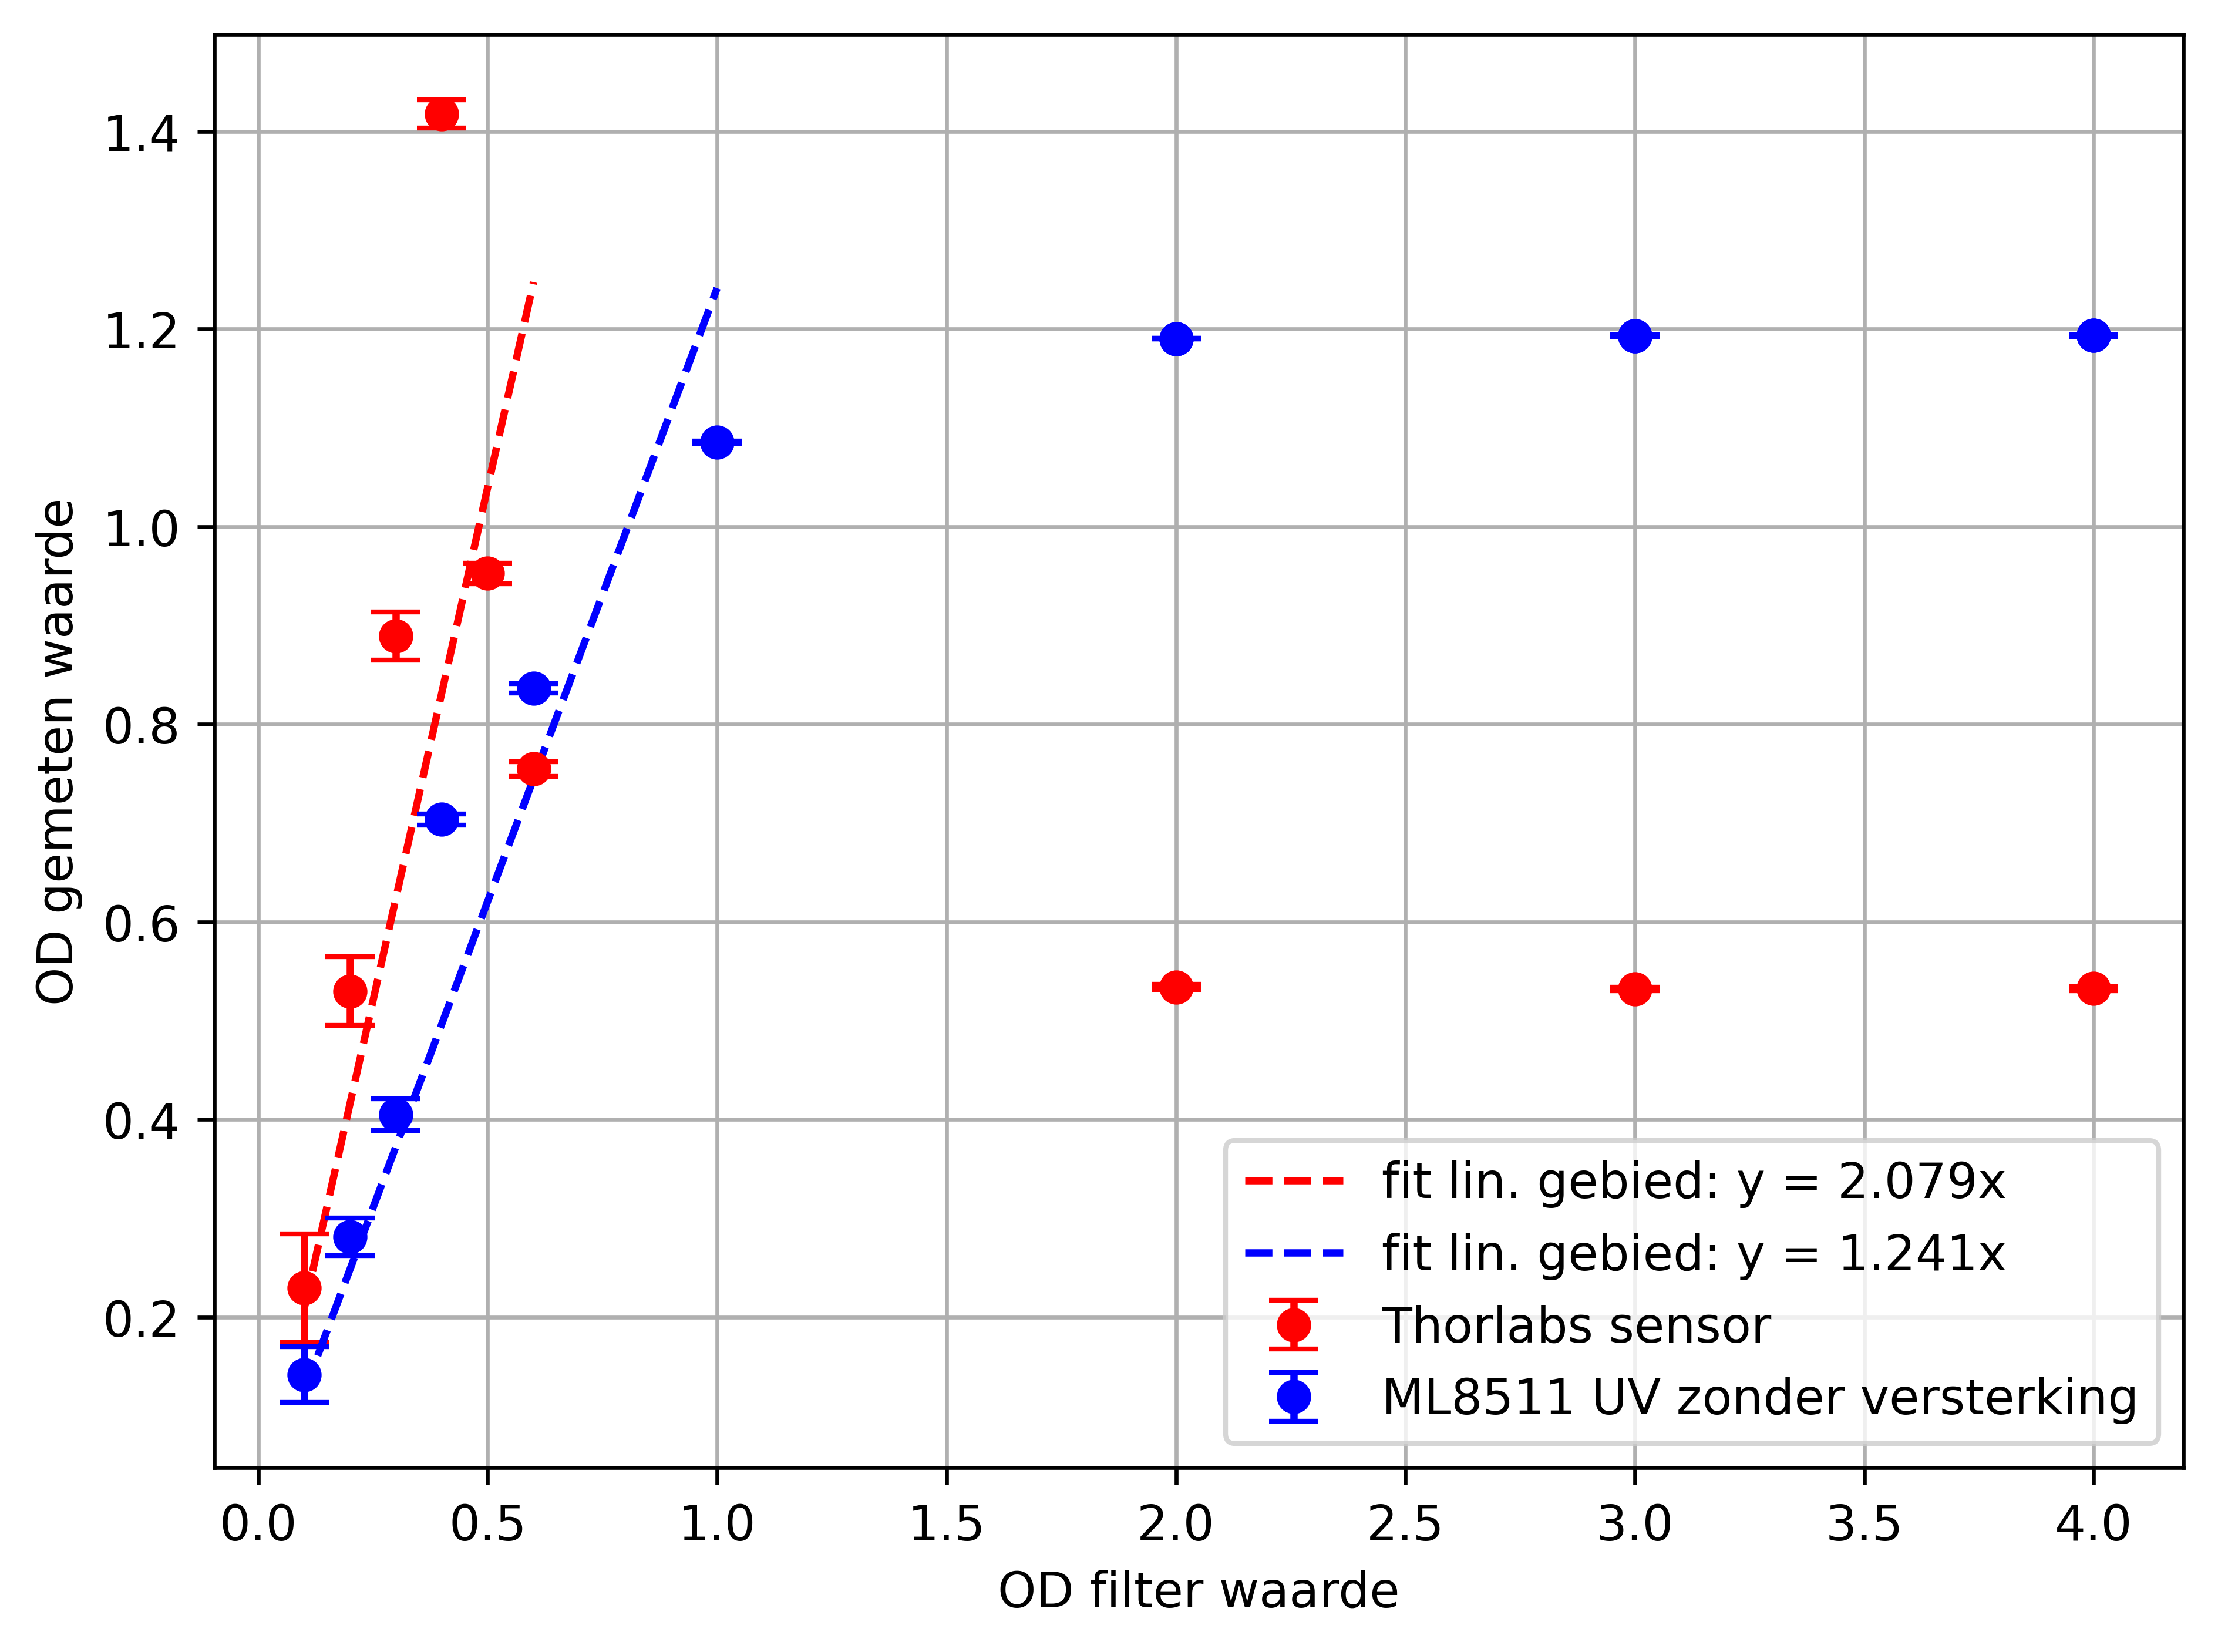 OD gemeten waarde
1.4
1.2
1.0
0.8
0.6
0.4
0.2
fit lin. gebied: y = 2.079x
fit lin. gebied: y = 1.241x
Thorlabs sensor
ML8511 UV zonder versterking
0.0 0.5 1.0 1.5 2.0 2.5 3.0 3.5 4.0
OD filter waarde